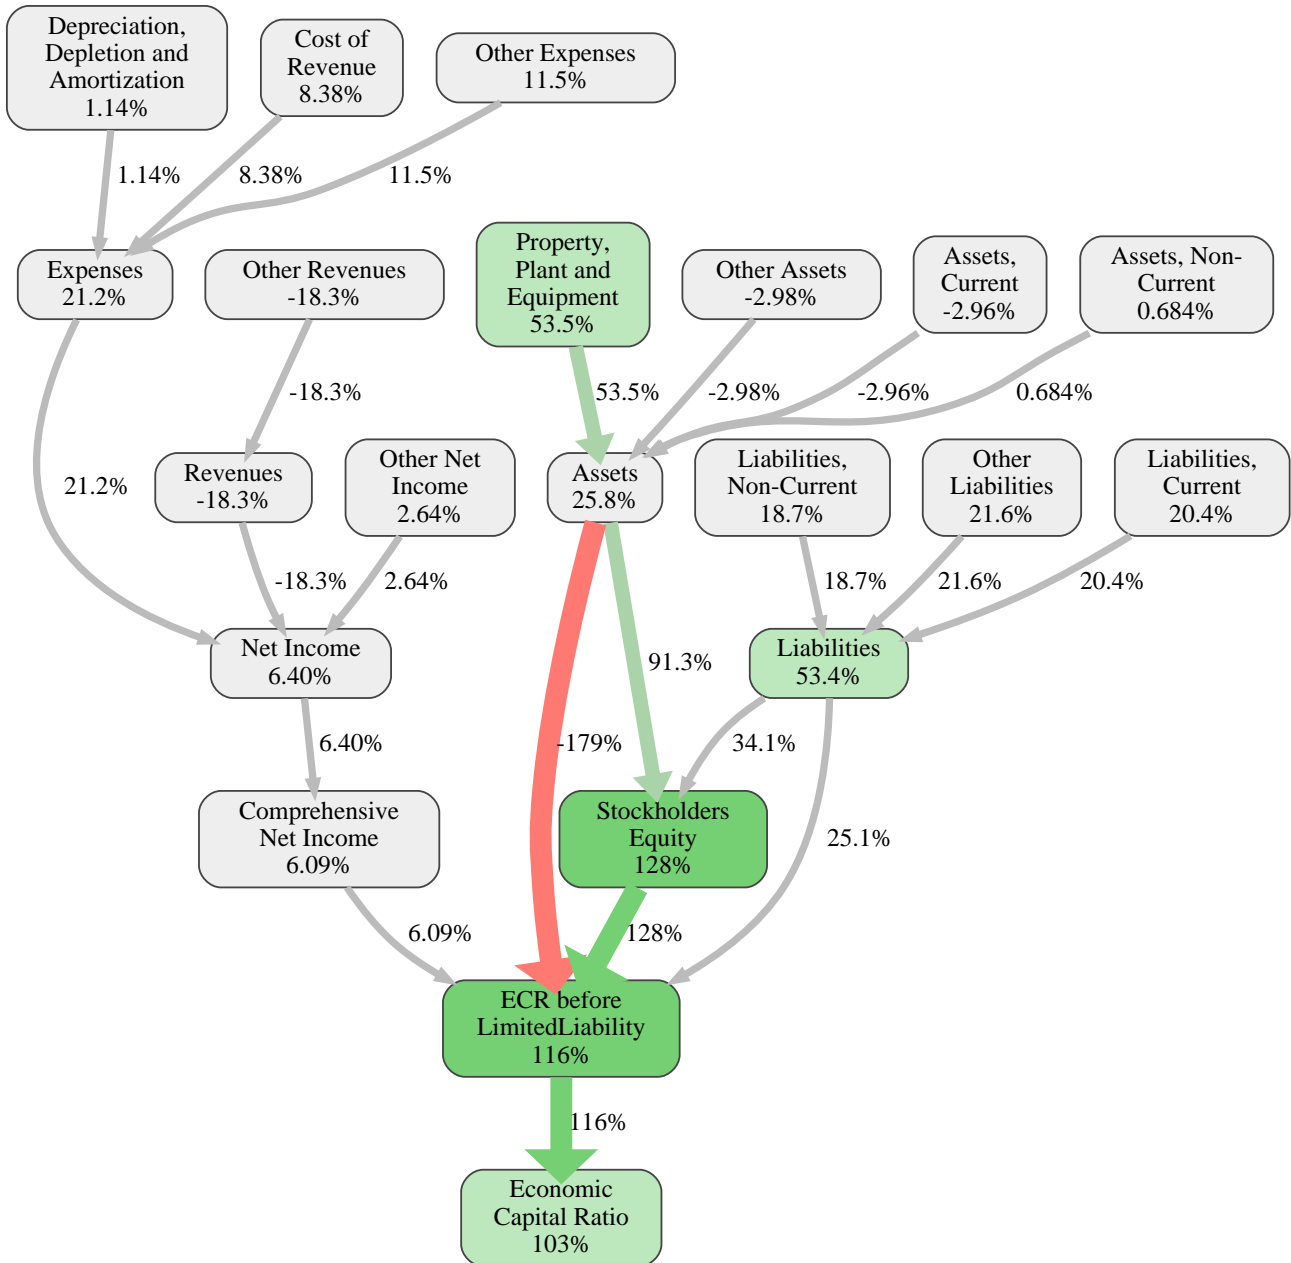 Depreciation,
Depletion and
Amortization
1.14%
Cost of
Revenue
8.38%
Other Expenses
11.5%
1.14%
8.38%
11.5%
Expenses
21.2%
Other Revenues
-18.3%
Property,
Plant and
Equipment
53.5%
Other Assets
-2.98%
Assets,
Current
-2.96%
Assets, Non-
Current
0.684%
-18.3%
53.5%
-2.98%
-2.96%
0.684%
21.2%
Revenues
-18.3%
Other Net
Income
2.64%
Assets
25.8%
Liabilities,
Non-Current
18.7%
Other
Liabilities
21.6%
Liabilities,
Current
20.4%
-18.3%
2.64%
18.7%
21.6%
20.4%
Net Income
6.40%
91.3%
Liabilities
53.4%
6.40%
-179%
34.1%
Comprehensive
Net Income
6.09%
Stockholders
Equity
128%
25.1%
6.09%
128%
ECR before
LimitedLiability
116%
116%
Economic
Capital Ratio
103%